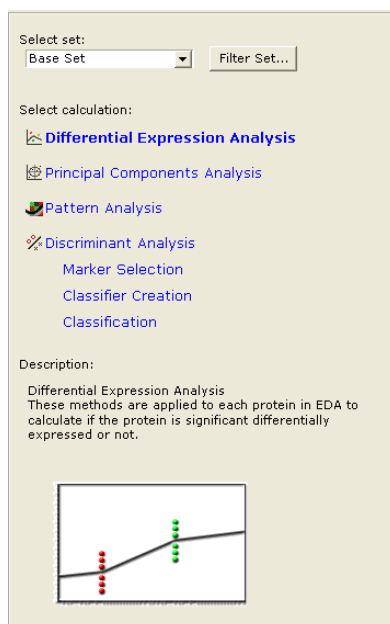 Select set:
Base Set
Filter Set...
Select calculation:
Differential Expression Analysis
Principal Components Analysis
Pattern Analysis
Discriminant Analysis
Marker Selection
Classifier Creation
Classification
Description:
Differential Expression Analysis
These methods are applied to each protein in EDA to
calculate if the protein is significant differentially
expressed or not.